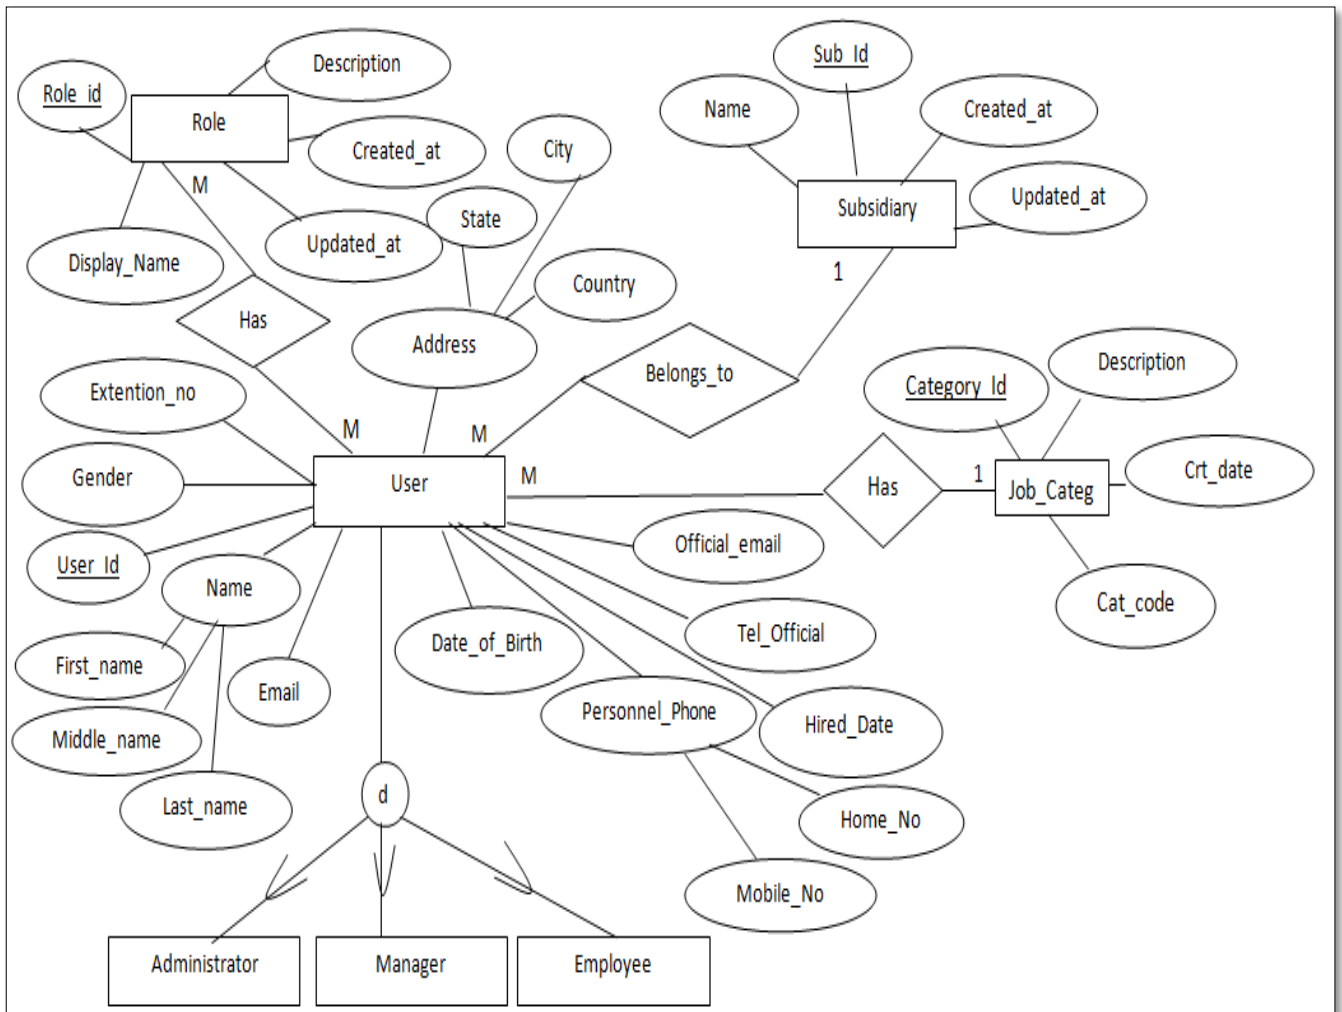 Sub_Id
Description
Role_id
Name
Created_at
Role
Created_at
City
M
Updated_at
Subsidiary
State
Updated_at
Display_Name
1
Country
Has
Address
Description
Belongs_to
Category_Id
Extention_no
M
M
Crt_date
Gender
User
M
1
Has
Job_Categ
Official_email
User_Id
Name
Cat_code
Tel_Official
Date_of_Birth
First_name
Email
Personnel_Phone
Hired_Date
Middle_name
d
Last_name
Home_No
Mobile_No
Administrator
Manager
Employee